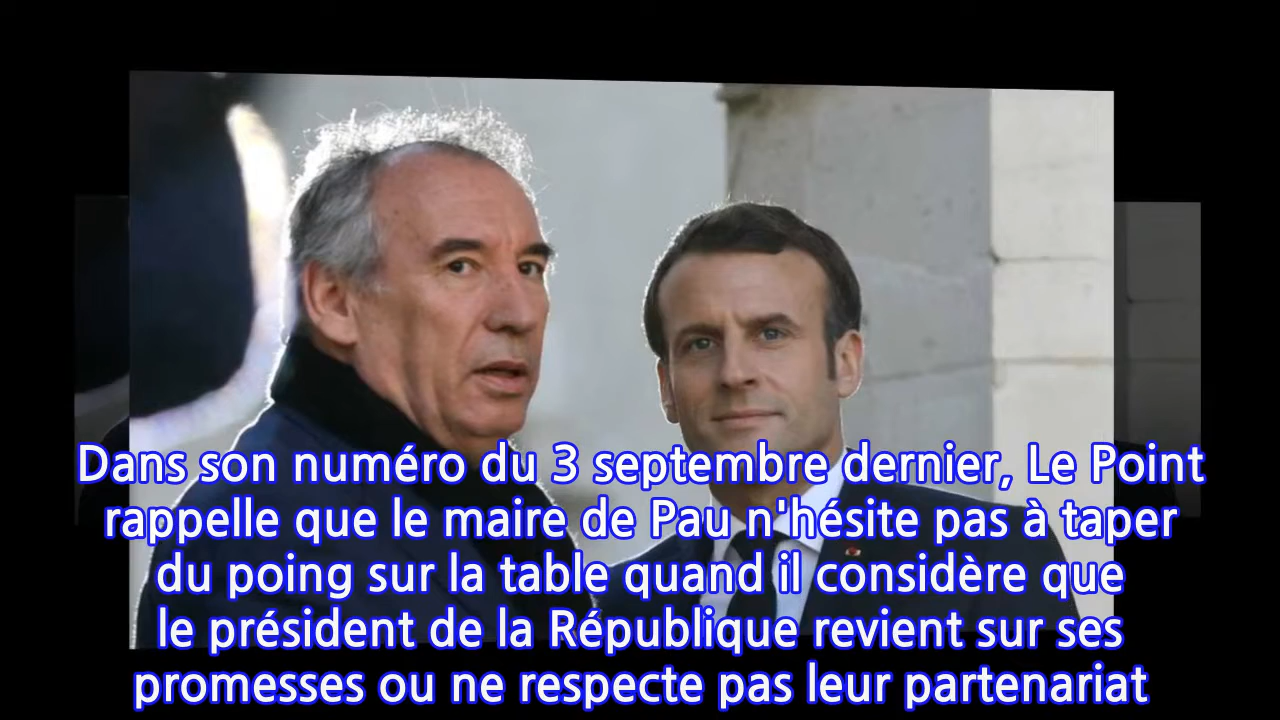 Dans son numéro du 3 septembre dernier, Le Point
rappelle que le maire de Pau n'hésite pas à taper
du poing sur la table quand il considère que
le président de la République revient sur ses
promesses ou ne respecte pas leur partenariat